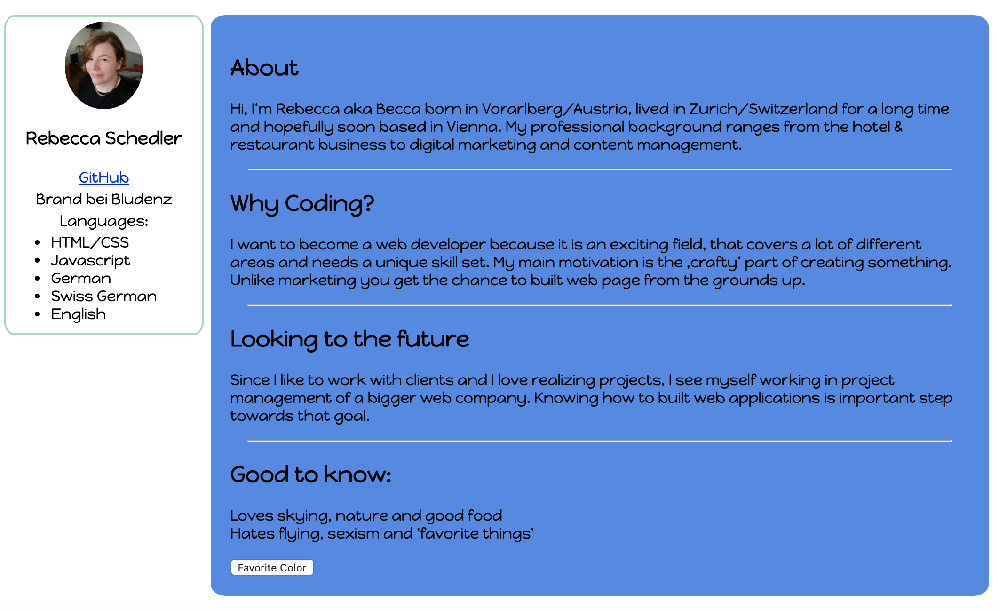 Rebecca Schedler
GitHub
Brand bei Bludenz
Languages:
• HTML/CSS
• Javascript
• German
• Swiss German
• English
About
Hi, I‘m Rebecca aka Becca born in Vorarlberg/Austria, lived in Zurich/Switzerland for a long time
and hopefully soon based in Vienna. My professional background ranges from the hotel &
restaurant business to digital marketing and content management.
Why Coding?
I want to become a web developer because it is an exciting field, that covers a lot of different
areas and needs a unique skill set. My main motivation is the ‚crafty‘ part of creating something.
Unlike marketing you get the chance to built web page from the grounds up.
Looking to the future
Since I like to work with clients and I love realizing projects, I see myself working in project
management of a bigger web company. Knowing how to built web applications is important step
towards that goal.
Good to know:
Loves skying, nature and good food
Hates flying, sexism and 'favorite things'
Favorite Color